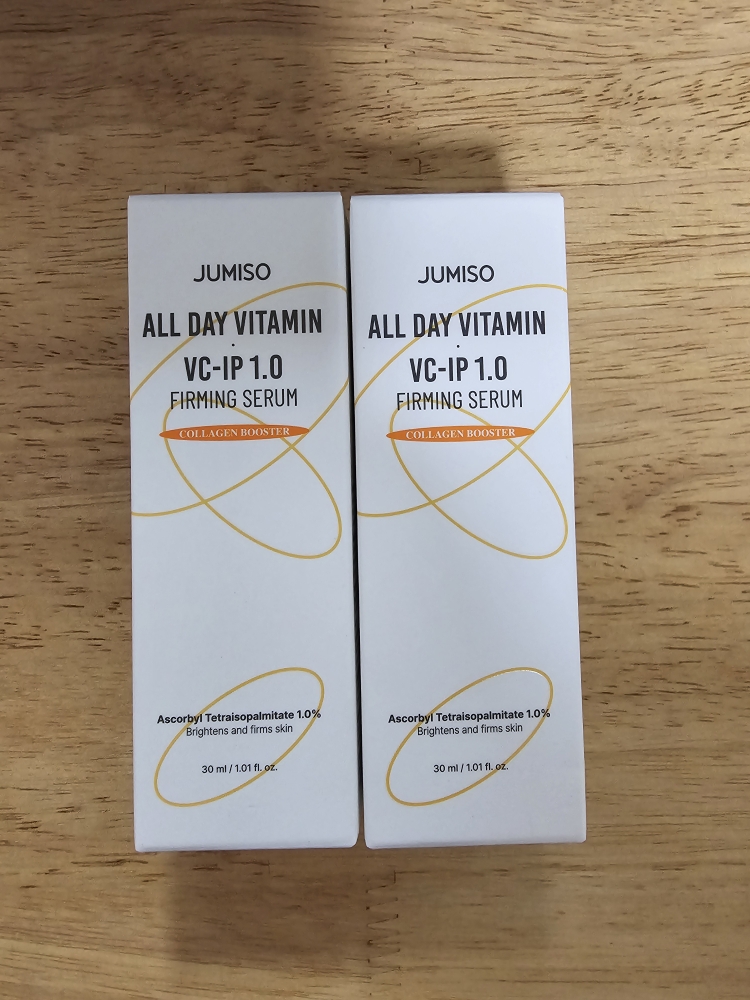 JUMISO
ALL DAY VITAMIN
VC-IP 1.0
FIRMING SERUM
COLLAGEN BOOSTER
Ascorbyl Tetraisopalmitate 1.0%
Brightens and firms skin
30 ml / 1.01 fl. oz.
JUMISO
ALL DAY VITAMIN
VC-IP 1.0
FIRMING SERUM
COLLAGEN BOOSTER
Ascorbyl Tetraisopalmitate 1.0%
Brightens and firms skin
30 ml / 1.01 fl. oz.